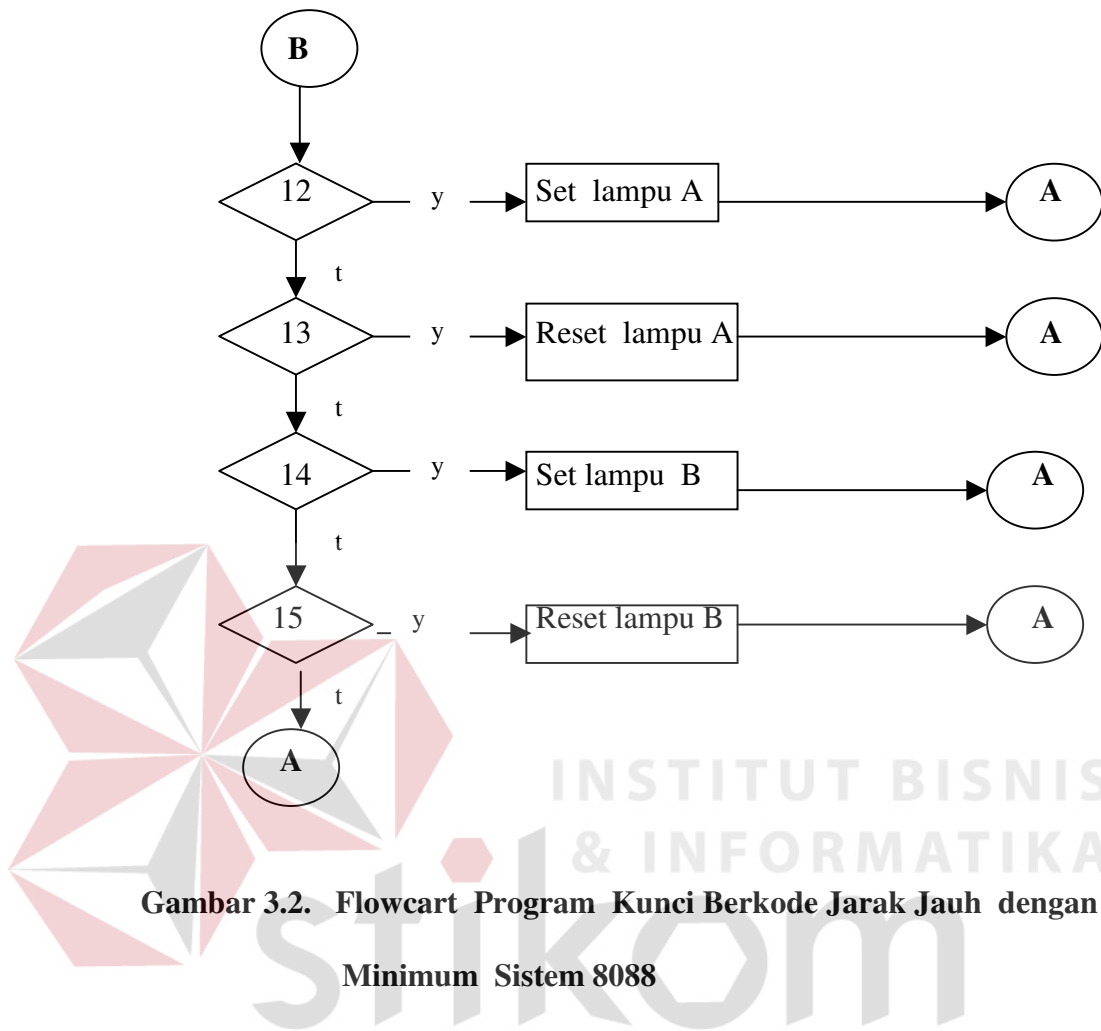 B
12 y Set lampu A A
t
13 y Reset lampu A A
t
14 y Set lampu B A
t
15 y Reset lampu B A
t
A
INSTITUT BISNIS
& INFORMATIKA
stikom
Gambar 3.2. Flowcart Program Kunci Berkode Jarak Jauh dengan
Minimum Sistem 8088